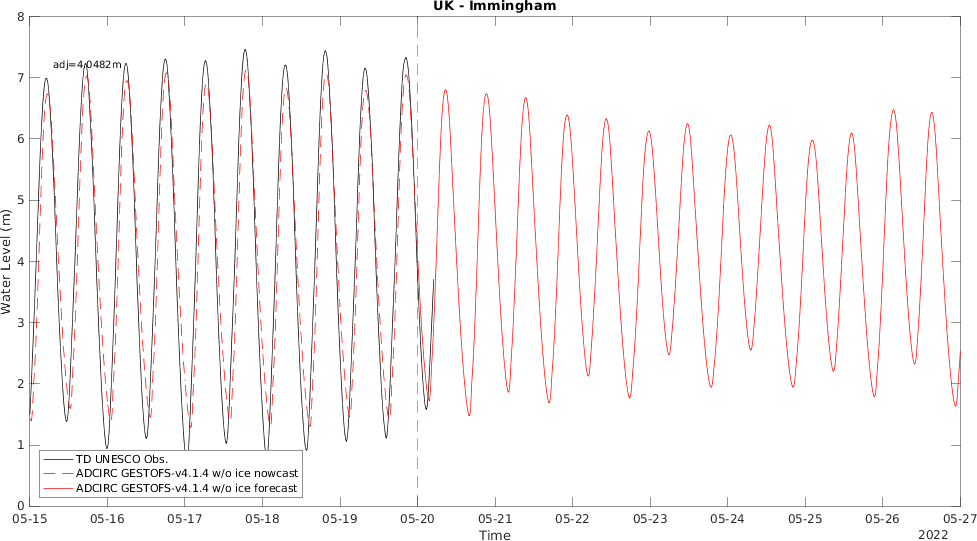 UK - Immingham
8
7
6
5
4
3
2
1
0
Water Level (m)
adj=4.0482m
TD UNESCO Obs.
ADCIRC GESTOFS-v4.1.4 w/o ice nowcast
ADCIRC GESTOFS-v4.1.4 w/o ice forecast
05-15 05-16 05-17 05-18 05-19 05-20 05-21 05-22 05-23 05-24 05-25 05-26 05-27
Time
2022